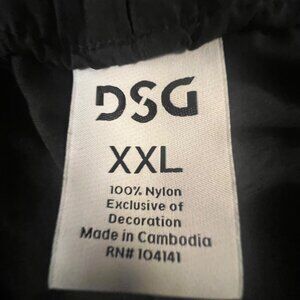 DSG
XXL
100% Nylon
Exclusive of
Decoration
Made in Cambodia
RN# 104141